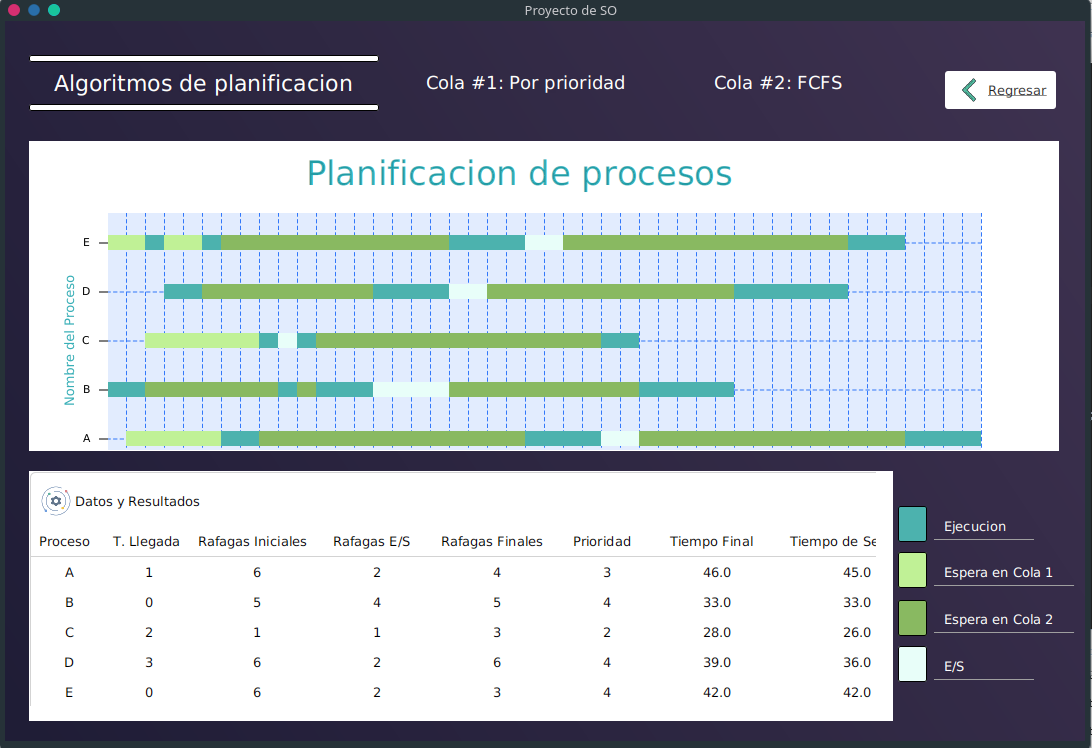 Proyecto de SO
Algoritmos de planificacion
Cola #1: Por prioridad
Cola #2: FCFS
Regresar
Planificacion de procesos
Nombre del Proceso
E
D
C
B
A
Datos y Resultados
Proceso T. Llegada Rafagas Iniciales Rafagas E/S Rafagas Finales Prioridad Tiempo Final Tiempo de Se
A 1 6 2 4 3 46.0 45.0
B 0 5 4 5 4 33.0 33.0
C 2 1 1 3 2 28.0 26.0
D 3 6 2 6 4 39.0 36.0
E 0 6 2 3 4 42.0 42.0
Ejecucion
Espera en Cola 1
Espera en Cola 2
E/S